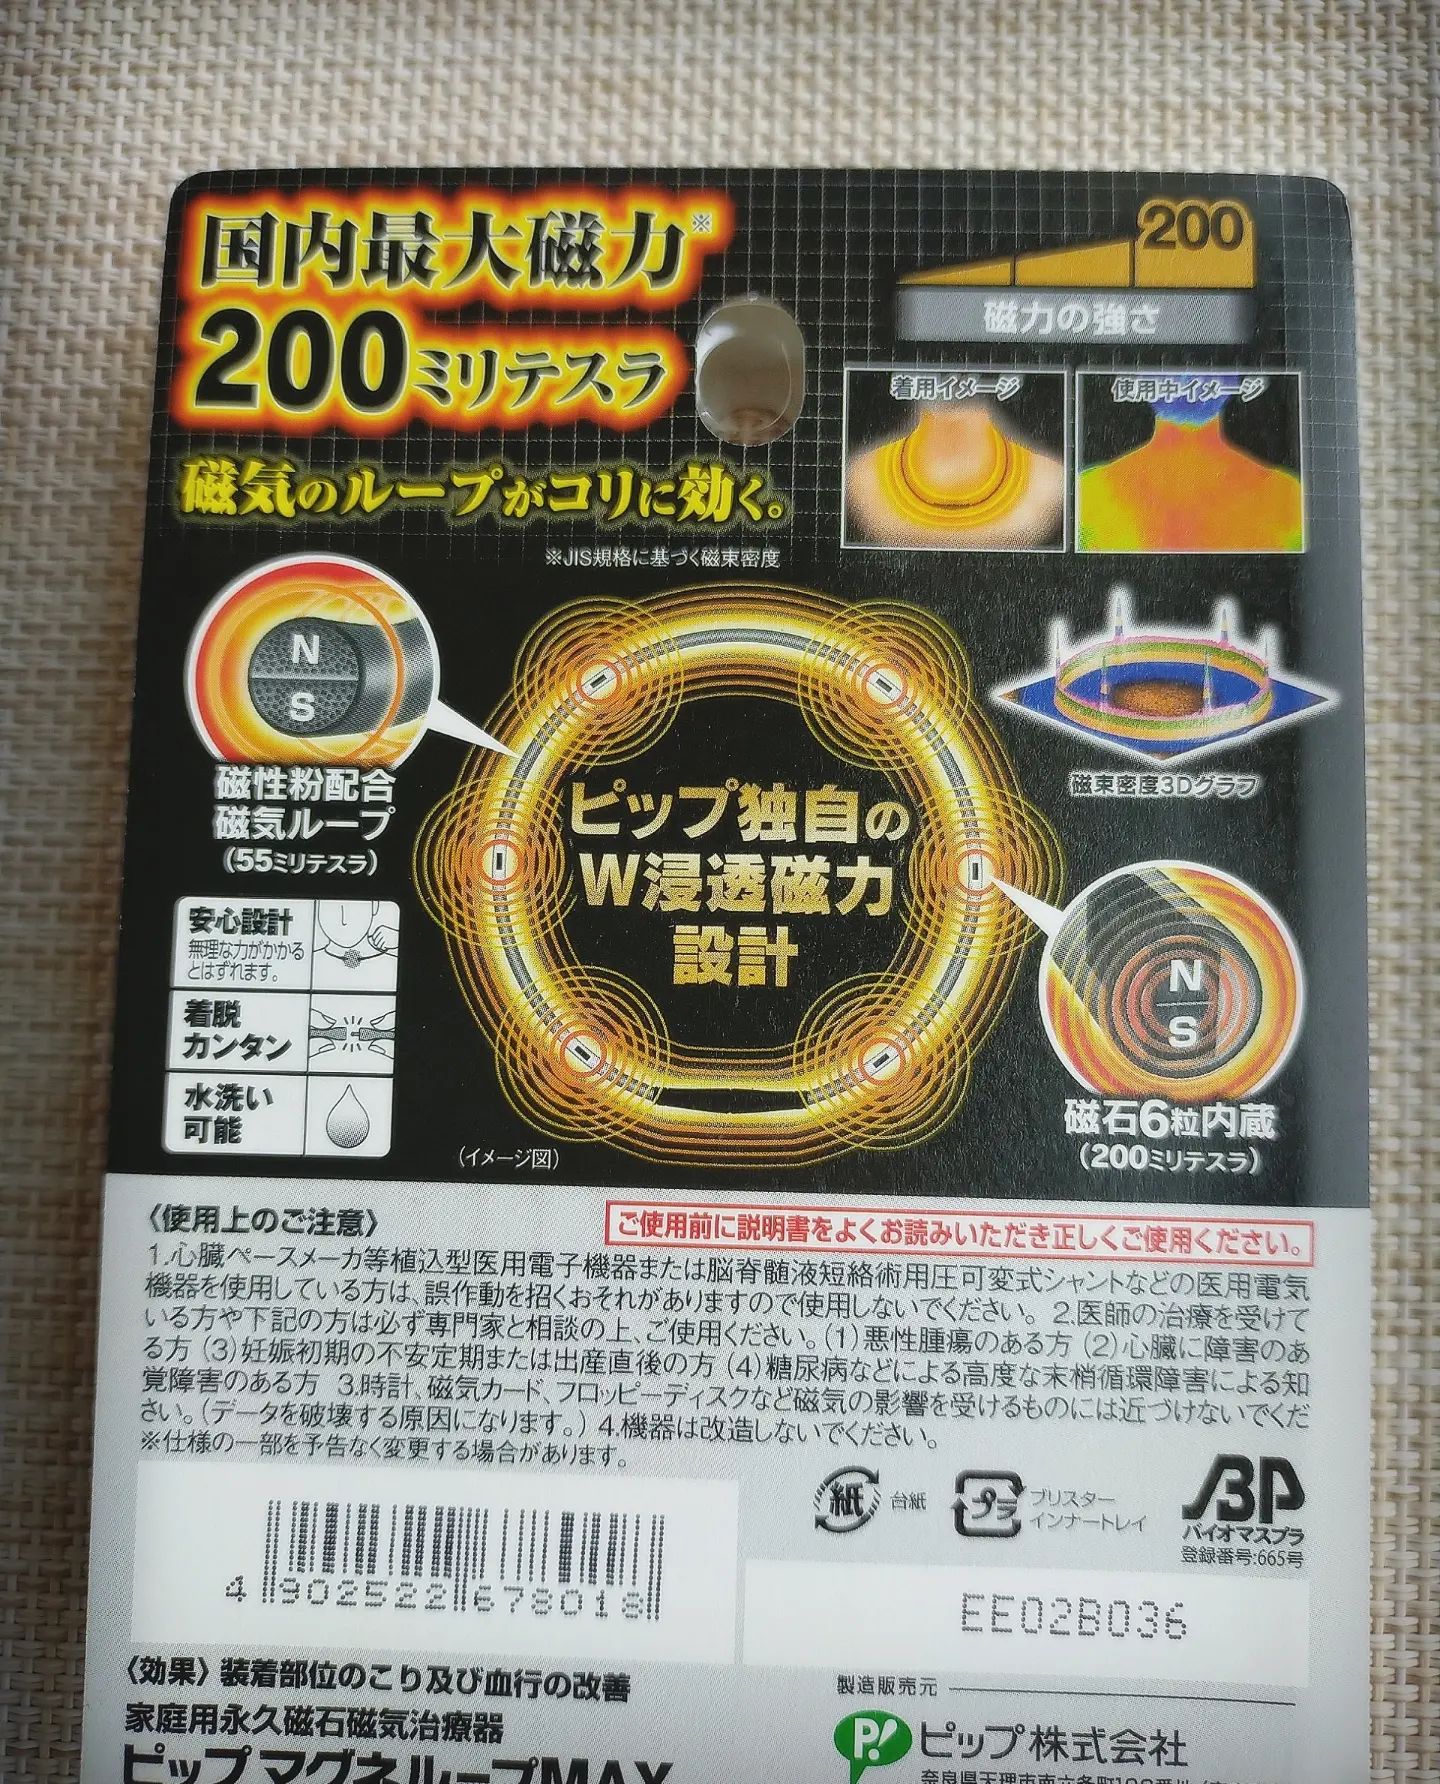 国内最大磁力※
200ミリテスラ
200
磁力の強さ
磁気のループがコリに効く。
※JIS規格に基づく磁束密度
着用イメージ
使用中イメージ
N
S
磁性粉配合
磁気ループ
(55ミリテスラ)
磁束密度3Dグラフ
ピップ独自の
W浸透磁力
設計
N
S
磁石6粒内蔵
(200ミリテスラ)
安心設計
無理な力がかかる
とはずれます。
着脱
カンタン
水洗い
可能
(イメージ図)
〈使用上のご注意〉
ご使用前に説明書をよくお読みいただき正しくご使用ください。
1.心臓ペースメーカ等植込型医用電子機器または脳脊髄液短絡術用圧可変式シャントなどの医用電気
機器を使用している方は、誤作動を招くおそれがありますので使用しないでください。2.医師の治療を受けて
いる方や下記の方は必ず専門家と相談の上、ご使用ください。(1)悪性腫瘍のある方 (2)心臓に障害のあ
る方 (3)妊娠初期の不安定期または出産直後の方 (4)糖尿病などによる高度な末梢循環障害による知
覚障害のある方 3.時計、磁気カード、フロッピーディスクなど磁気の影響を受けるものには近づけないでくだ
さい。(データを破壊する原因になります。) 4.機器は改造しないでください。
※仕様の一部を予告なく変更する場合があります。
紙 台紙
プラ ブリスター
インナートレイ
BP
バイオマスプラ
登録番号:665号
4 902522 678018
EE02B036
〈効果〉装着部位のこり及び血行の改善
家庭用永久磁石磁気治療器
ピップマグネループMAX
製造販売元
P! ピップ株式会社